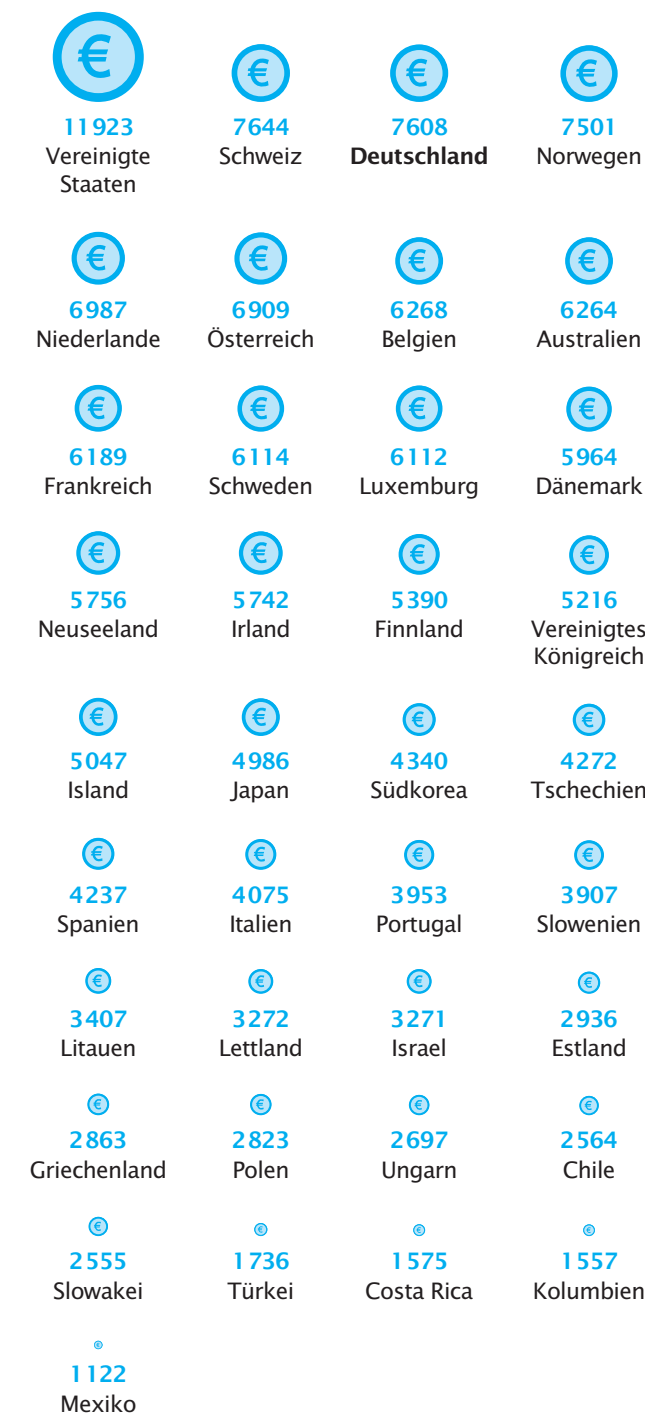 € € € €
11 923 7644 7608 7501
Vereinigte Schweiz Deutschland Norwegen
Staaten
€ € € €
6987 6909 6268 6264
Niederlande Österreich Belgien Australien
€ € € €
6189 6114 6112 5964
Frankreich Schweden Luxemburg Dänemark
€ € € €
5756 5742 5390 5216
Neuseeland Irland Finnland Vereinigtes
Königreich
€ € € €
5047 4986 4340 4272
Island Japan Südkorea Tschechien
€ € € €
4237 4075 3953 3907
Spanien Italien Portugal Slowenien
€ € € €
3407 3272 3271 2936
Litauen Lettland Israel Estland
€ € € €
2863 2823 2697 2564
Griechenland Polen Ungarn Chile
€ € € €
2555 1736 1575 1557
Slowakei Türkei Costa Rica Kolumbien
€
1122
Mexiko